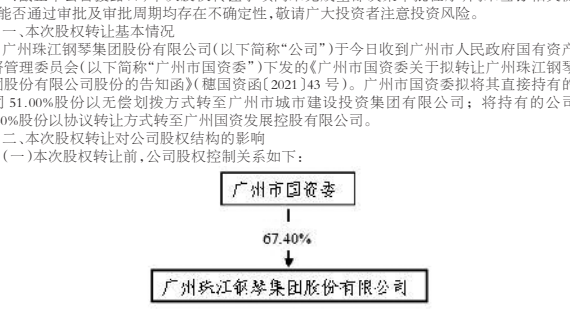 能否通过审批及审批周期均存在不确定性,敬请广大投资者注意投资风险。
一、本次股权转让基本情况
广州珠江钢琴集团股份有限公司(以下简称“公司”)于今日收到广州市人民政府国有资产
管理委员会(以下简称“广州市国资委”)下发的《广州市国资委关于拟转让广州珠江钢琴
团股份有限公司股份的告知函》(穗国资函[2021]43号)。广州市国资委拟将其直接持有的
51.00%股份以无偿划拨方式转至广州市城市建设投资集团有限公司;将持有的公司
0%股份以协议转让方式转至广州国资发展控股有限公司。
二、本次股权转让对公司股权结构的影响
(一)本次股权转让前,公司股权控制关系如下:
广州市国资委
67.40%
广州珠江钢琴集团股份有限公司